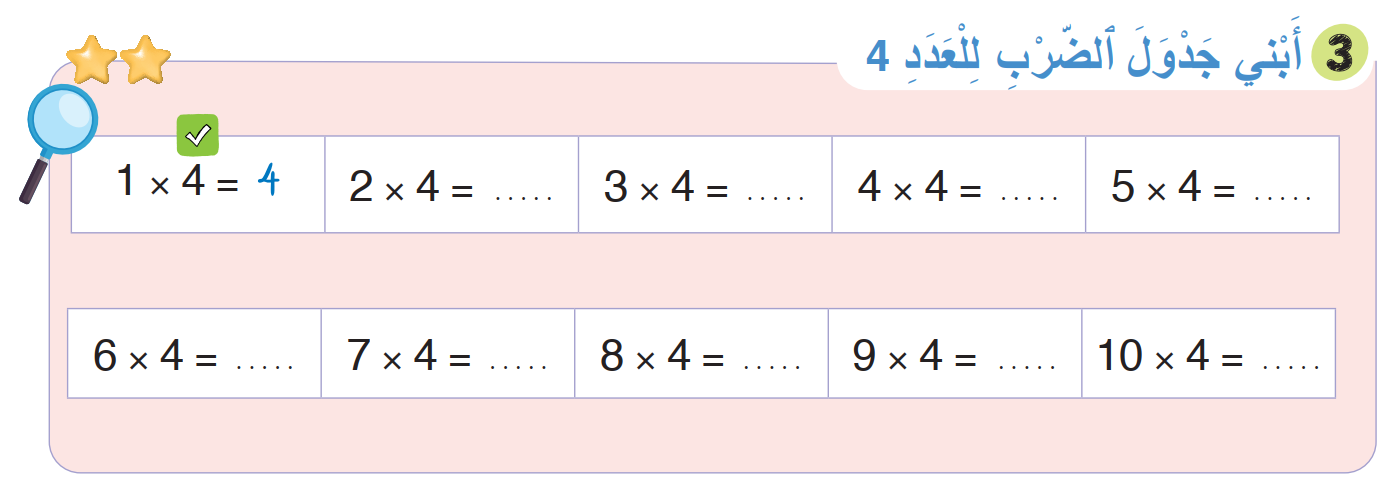 3 أَبْنِي جَدْوَلَ ٱلضَّرْبِ لِلْعَدَدِ 4
1 × 4 = 4 2 × 4 = ..... 3 × 4 = ..... 4 × 4 = ..... 5 × 4 = .....
6 × 4 = ..... 7 × 4 = ..... 8 × 4 = ..... 9 × 4 = ..... 10 × 4 = .....